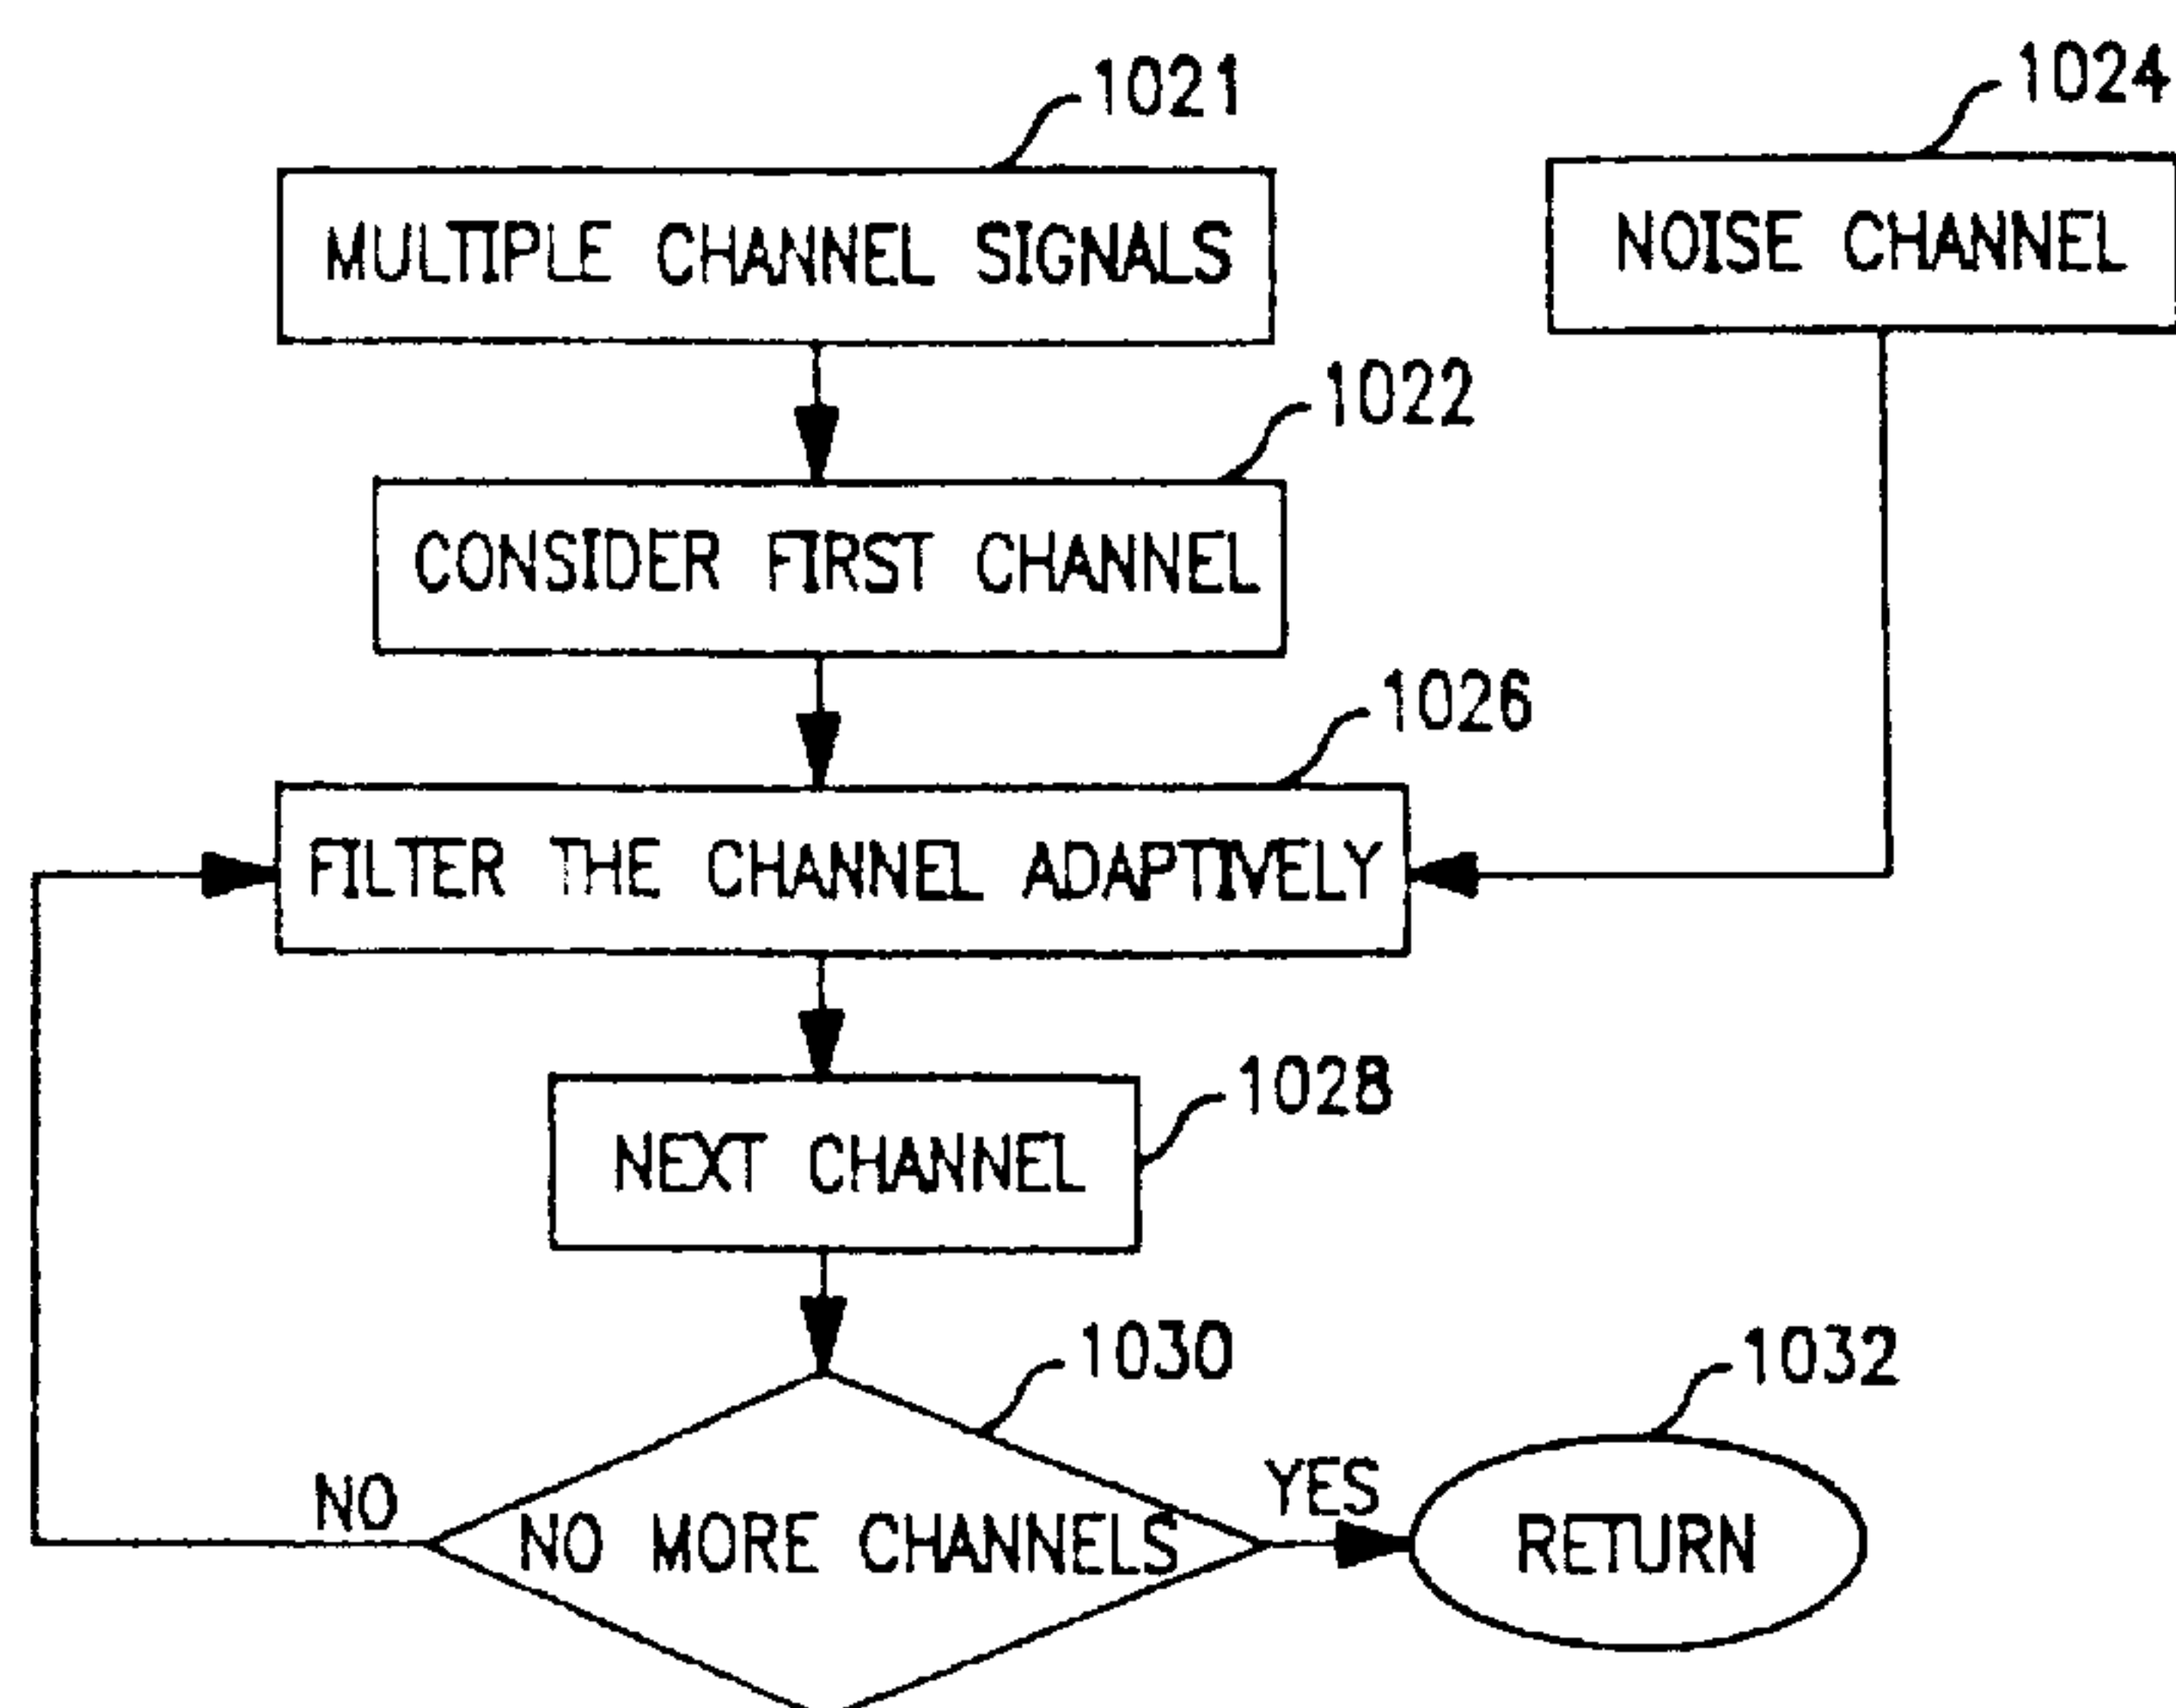 1021
1024
MULTIPLE CHANNEL SIGNALS
NOISE CHANNEL
1022
CONSIDER FIRST CHANNEL
1026
FILTER THE CHANNEL ADAPTIVELY
1028
NEXT CHANNEL
1030
1032
NO
YES
NO MORE CHANNELS
RETURN